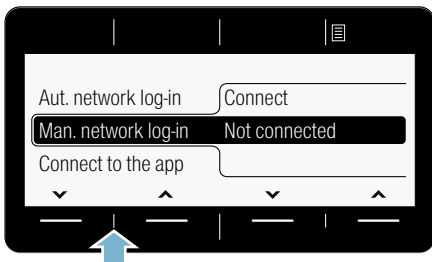 Aut. network log-in Connect
Man. network log-in Not connected
Connect to the app